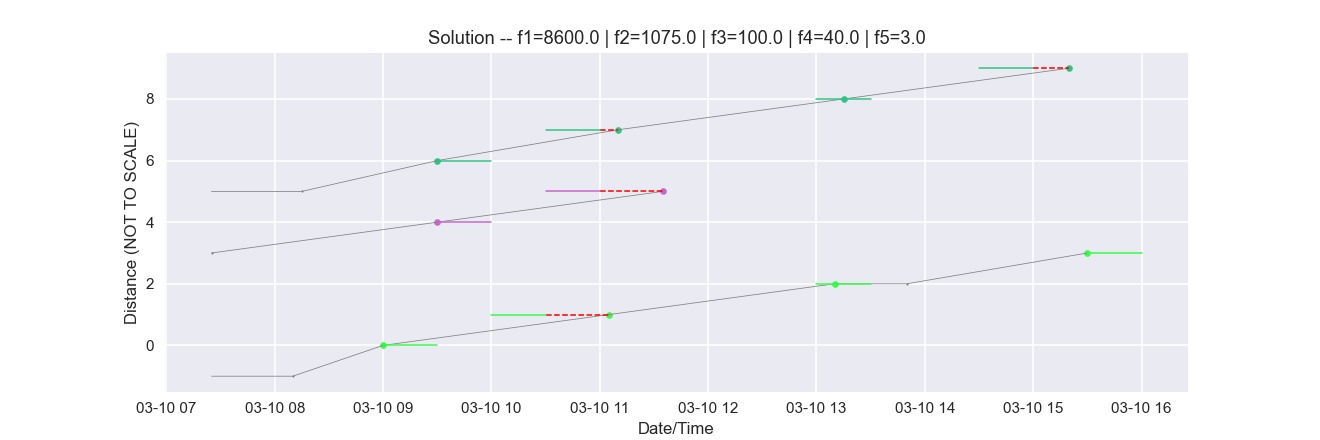 Solution -- f1=8600.0 | f2=1075.0 | f3=100.0 | f4=40.0 | f5=3.0
Distance (NOT TO SCALE)
8
6
4
2
0
03-10 07 03-10 08 03-10 09 03-10 10 03-10 11 03-10 12 03-10 13 03-10 14 03-10 15 03-10 16
Date/Time